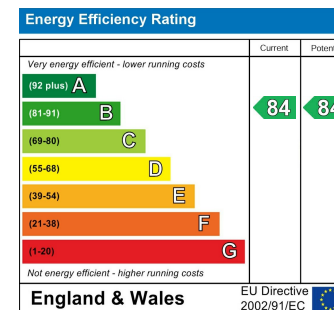 Energy Efficiency Rating
Current Poten
Very energy efficient - lower running costs
(92 plus) A
(81-91) B 84 84
(69-80) C
(55-68) D
(39-54) E
(21-38) F
(1-20) G
Not energy efficient - higher running costs
England & Wales
EU Directive
2002/91/EC